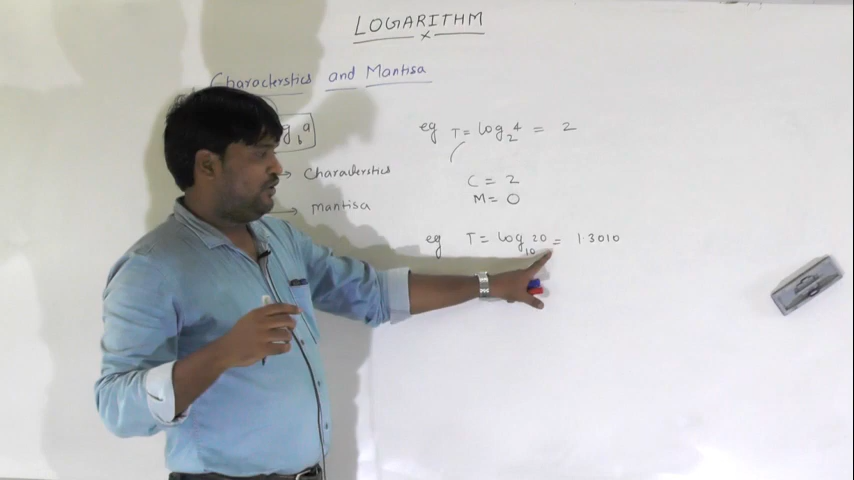 LOGARITHM
Characterstics and Mantisa
eg T = log₂ 4 = 2
→ Characterstics
C = 2
M = 0
→ Mantisa
eg T = log₁₀ 20 = 1.3010